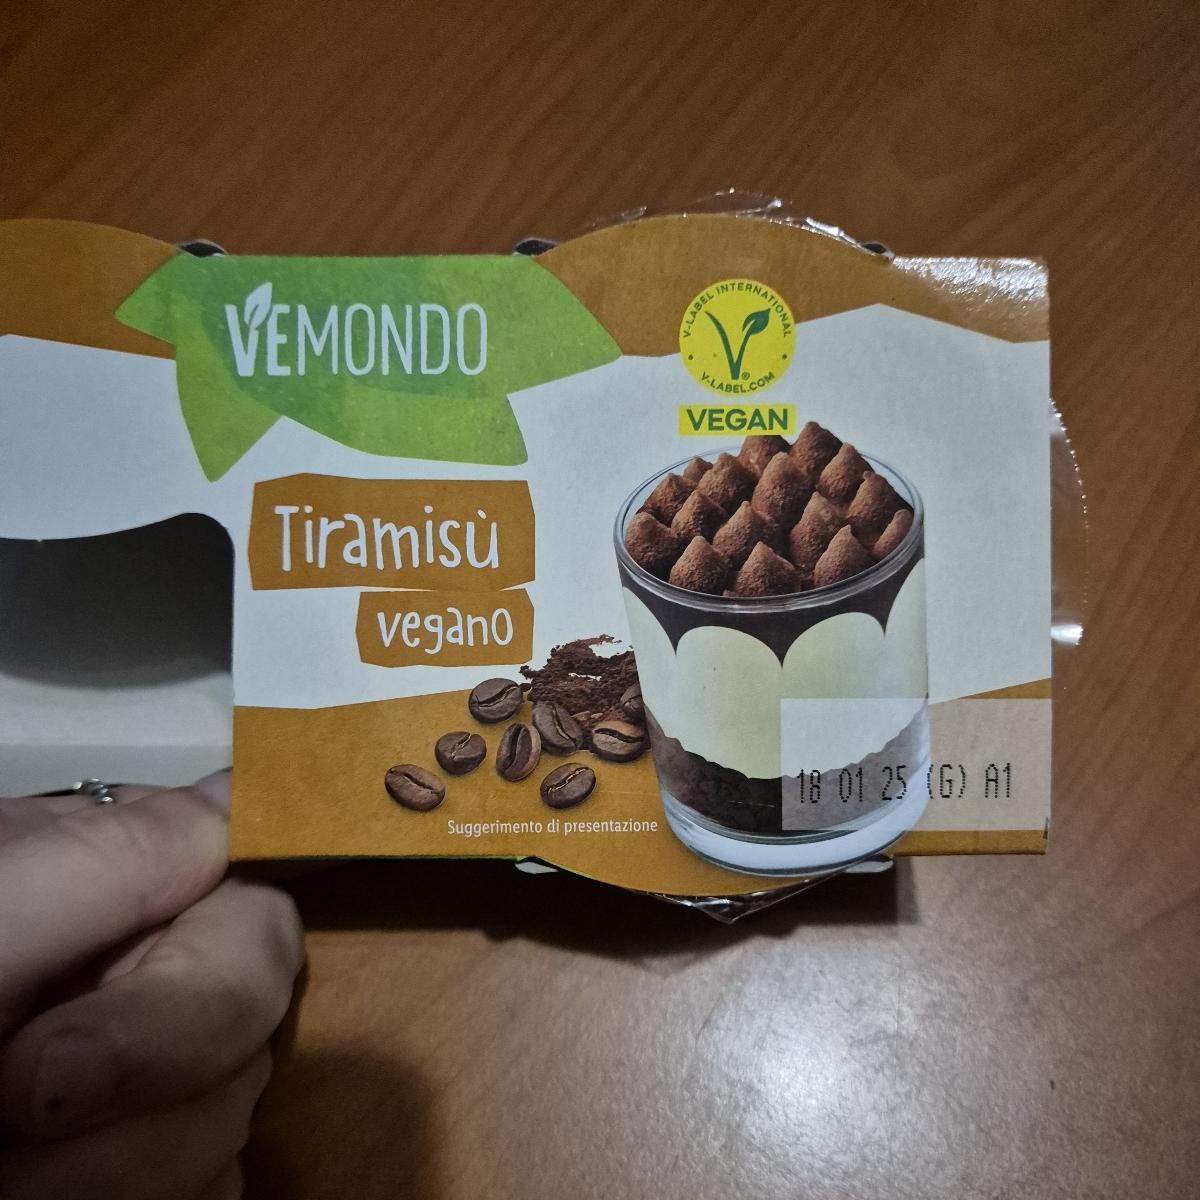 VEMONDO
V-LABEL INTERNATIONAL
V-LABEL.COM
®
VEGAN
Tiramisù
vegano
Suggerimento di presentazione
18 01 25 (G) A1